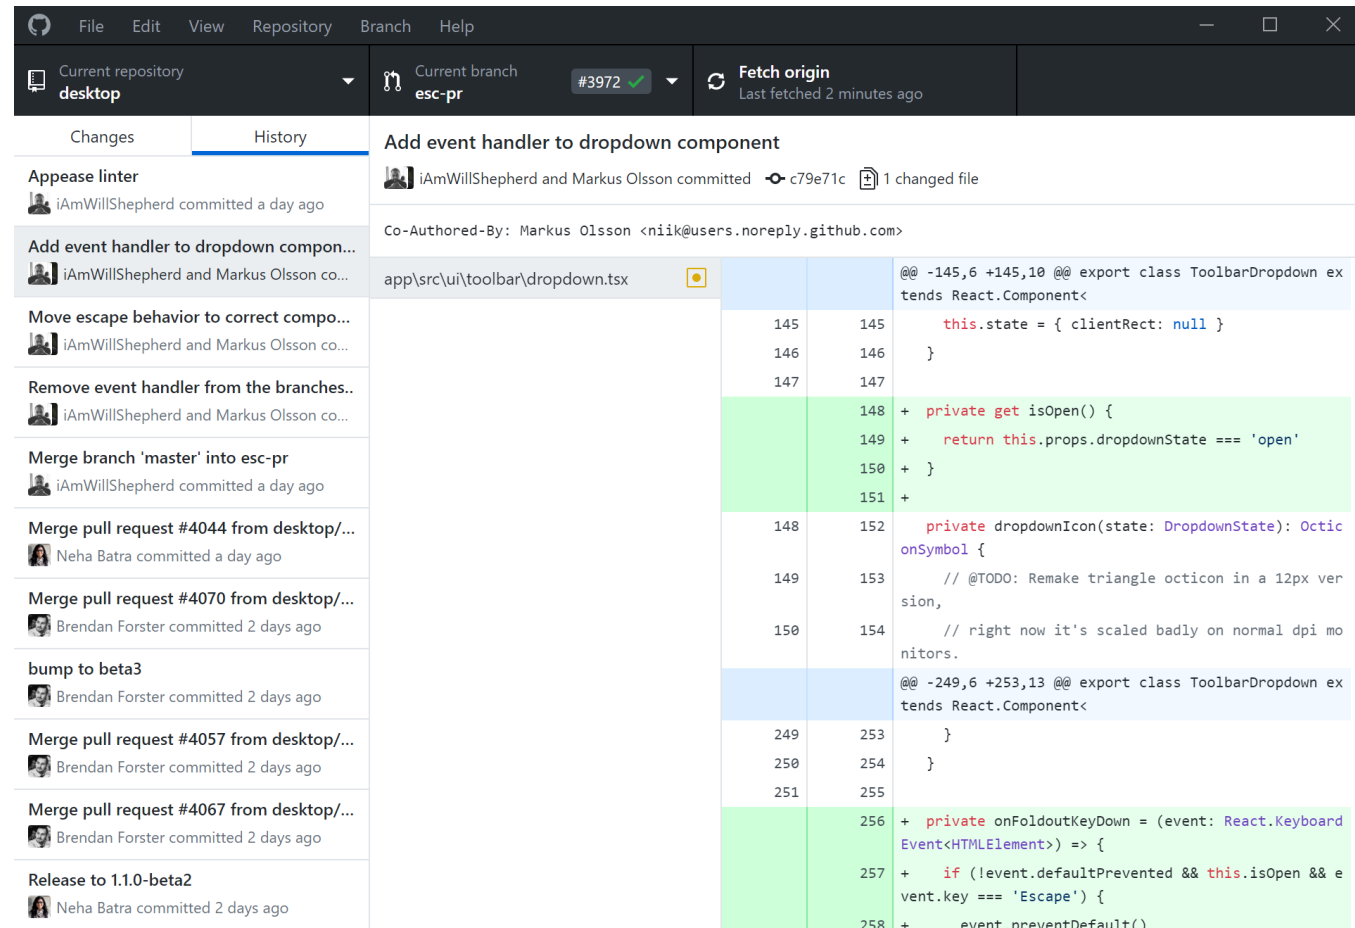 File Edit View Repository Branch Help
Current repository
desktop
Current branch
esc-pr
#3972
Fetch origin
Last fetched 2 minutes ago
Changes
History
Appease linter
iAmWillShepherd committed a day ago
Add event handler to dropdown compon...
iAmWillShepherd and Markus Olsson co...
Move escape behavior to correct compo...
iAmWillShepherd and Markus Olsson co...
Remove event handler from the branches..
iAmWillShepherd and Markus Olsson co...
Merge branch 'master' into esc-pr
iAmWillShepherd committed a day ago
Merge pull request #4044 from desktop/...
Neha Batra committed a day ago
Merge pull request #4070 from desktop/...
Brendan Forster committed 2 days ago
bump to beta3
Brendan Forster committed 2 days ago
Merge pull request #4057 from desktop/...
Brendan Forster committed 2 days ago
Merge pull request #4067 from desktop/...
Brendan Forster committed 2 days ago
Release to 1.1.0-beta2
Neha Batra committed 2 days ago
Add event handler to dropdown component
iAmWillShepherd and Markus Olsson committed c79e71c 1 changed file
Co-Authored-By: Markus Olsson <niik@users.noreply.github.com>
app\src\ui\toolbar\dropdown.tsx
@@ -145,6 +145,10 @@ export class ToolbarDropdown ex
tends React.Component<
145 145 this.state = { clientRect: null }
146 146 }
147 147
148 + private get isOpen() {
149 + return this.props.dropdownState === 'open'
150 + }
151 +
148 152 private dropdownIcon(state: DropdownState): Octic
onSymbol {
149 153 // @TODO: Remake triangle octicon in a 12px ver
sion,
150 154 // right now it's scaled badly on normal dpi mo
nitors.
@@ -249,6 +253,13 @@ export class ToolbarDropdown ex
tends React.Component<
249 253 }
250 254 }
251 255
256 + private onFoldoutKeyDown = (event: React.Keyboard
Event<HTMLElement>) => {
257 + if (!event.defaultPrevented && this.isOpen && e
vent.key === 'Escape') {
258 + event.preventDefault()